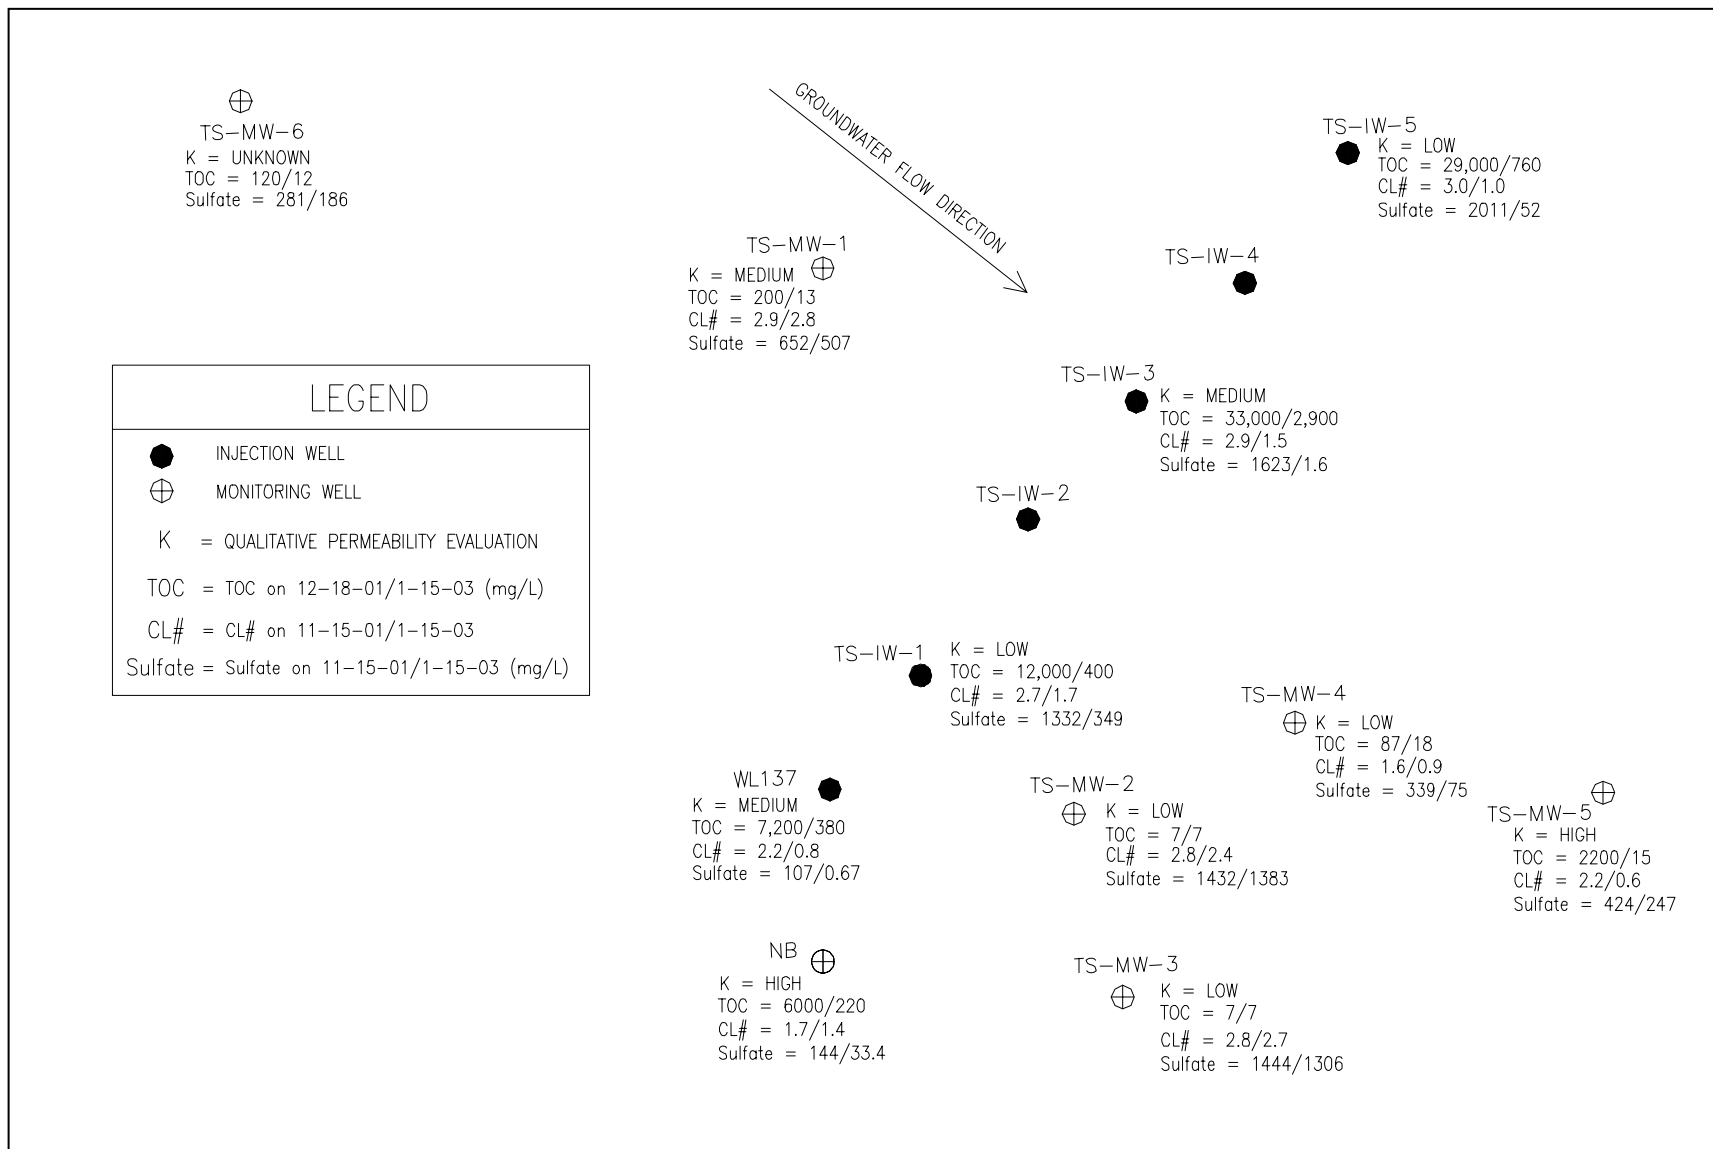 TS-MW-6
K = UNKNOWN
TOC = 120/12
Sulfate = 281/186
GROUNDWATER FLOW DIRECTION
TS-IW-5
K = LOW
TOC = 29,000/760
CL# = 3.0/1.0
Sulfate = 2011/52
TS-MW-1
K = MEDIUM
TOC = 200/13
CL# = 2.9/2.8
Sulfate = 652/507
TS-IW-4
TS-IW-3
K = MEDIUM
TOC = 33,000/2,900
CL# = 2.9/1.5
Sulfate = 1623/1.6
LEGEND
INJECTION WELL
MONITORING WELL
K = QUALITATIVE PERMEABILITY EVALUATION
TOC = TOC on 12-18-01/1-15-03 (mg/L)
CL# = CL# on 11-15-01/1-15-03
Sulfate = Sulfate on 11-15-01/1-15-03 (mg/L)
TS-IW-2
TS-IW-1
K = LOW
TOC = 12,000/400
CL# = 2.7/1.7
Sulfate = 1332/349
TS-MW-4
K = LOW
TOC = 87/18
CL# = 1.6/0.9
Sulfate = 339/75
WL137
K = MEDIUM
TOC = 7,200/380
CL# = 2.2/0.8
Sulfate = 107/0.67
TS-MW-2
K = LOW
TOC = 7/7
CL# = 2.8/2.4
Sulfate = 1432/1383
TS-MW-5
K = HIGH
TOC = 2200/15
CL# = 2.2/0.6
Sulfate = 424/247
NB
K = HIGH
TOC = 6000/220
CL# = 1.7/1.4
Sulfate = 144/33.4
TS-MW-3
K = LOW
TOC = 7/7
CL# = 2.8/2.7
Sulfate = 1444/1306